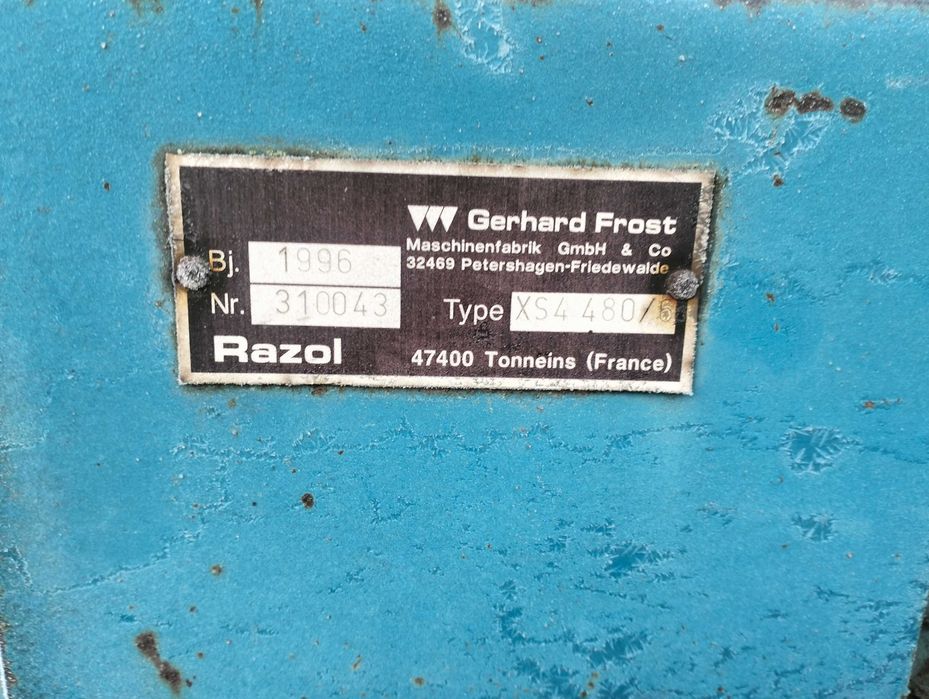 Gerhard Frost
Maschinenfabrik GmbH & Co
32469 Petershagen-Friedewalde
Bj. 1996
Nr. 310043
Type XS4 480/6
Razol
47400 Tonneins (France)